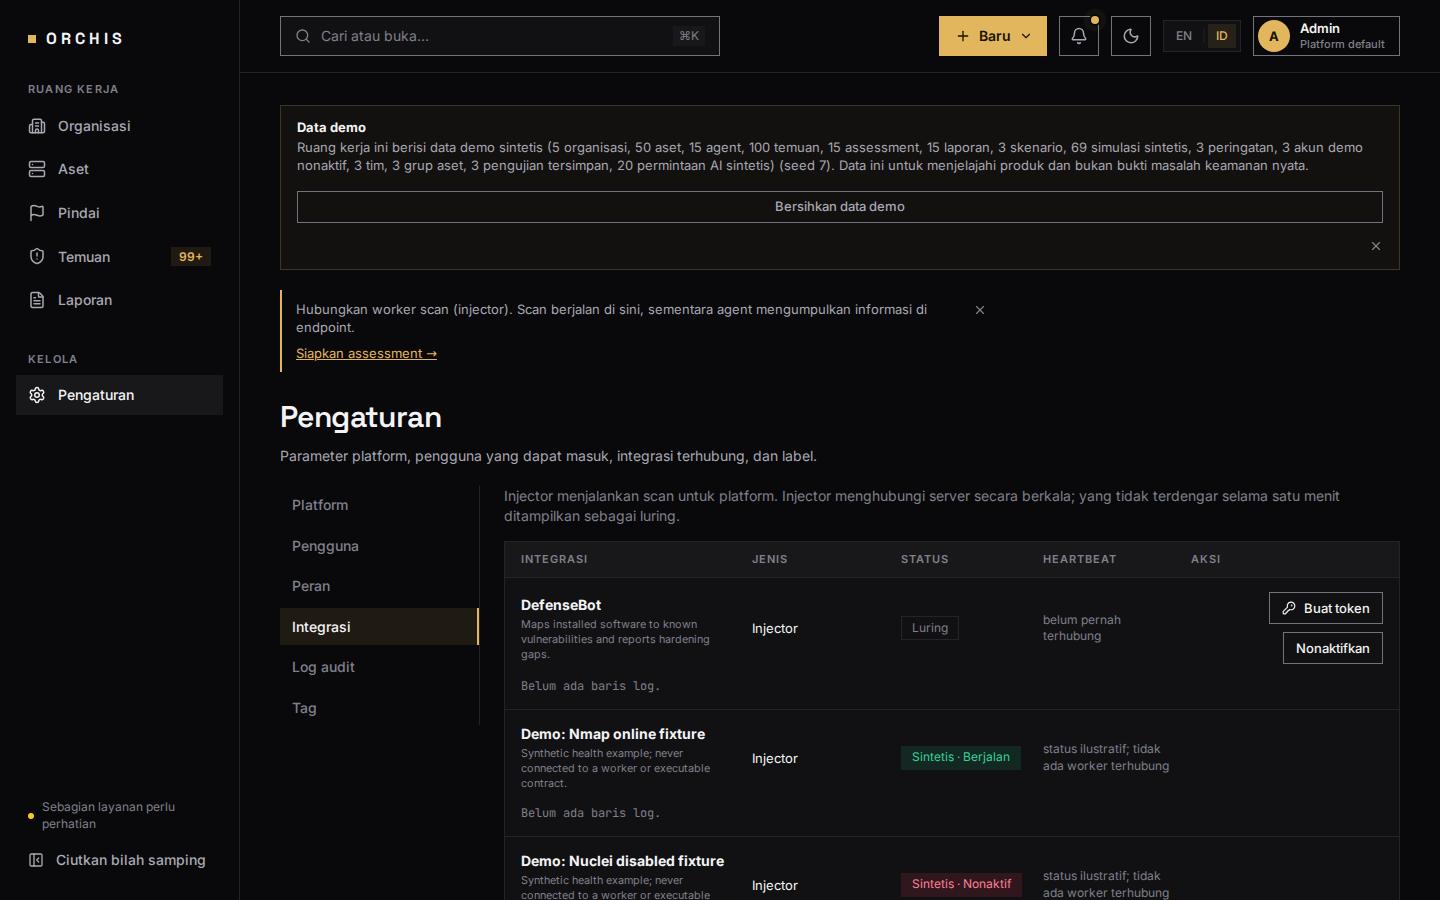 ORCHIS
Cari atau buka...
⌘K
Baru
EN
ID
A
Admin
Platform default
RUANG KERJA
Organisasi
Aset
Pindai
Temuan
99+
Laporan
KELOLA
Pengaturan
Sebagian layanan perlu
perhatian
Ciutkan bilah samping
Data demo
Ruang kerja ini berisi data demo sintetis (5 organisasi, 50 aset, 15 agent, 100 temuan, 15 assessment, 15 laporan, 3 skenario, 69 simulasi sintetis, 3 peringatan, 3 akun demo
nonaktif, 3 tim, 3 grup aset, 3 pengujian tersimpan, 20 permintaan AI sintetis) (seed 7). Data ini untuk menjelajahi produk dan bukan bukti masalah keamanan nyata.
Bersihkan data demo
Hubungkan worker scan (injector). Scan berjalan di sini, sementara agent mengumpulkan informasi di
endpoint.
Siapkan assessment →
Pengaturan
Parameter platform, pengguna yang dapat masuk, integrasi terhubung, dan label.
Platform
Pengguna
Peran
Integrasi
Log audit
Tag
Injector menjalankan scan untuk platform. Injector menghubungi server secara berkala; yang tidak terdengar selama satu menit
ditampilkan sebagai luring.
INTEGRASI
JENIS
STATUS
HEARTBEAT
AKSI
DefenseBot
Maps installed software to known
vulnerabilities and reports hardening
gaps.
Belum ada baris log.
Injector
Luring
belum pernah
terhubung
Buat token
Nonaktifkan
Demo: Nmap online fixture
Synthetic health example; never
connected to a worker or executable
contract.
Belum ada baris log.
Injector
Sintetis · Berjalan
status ilustratif; tidak
ada worker terhubung
Demo: Nuclei disabled fixture
Synthetic health example; never
connected to a worker or executable
Injector
Sintetis · Nonaktif
status ilustratif; tidak
ada worker terhubung